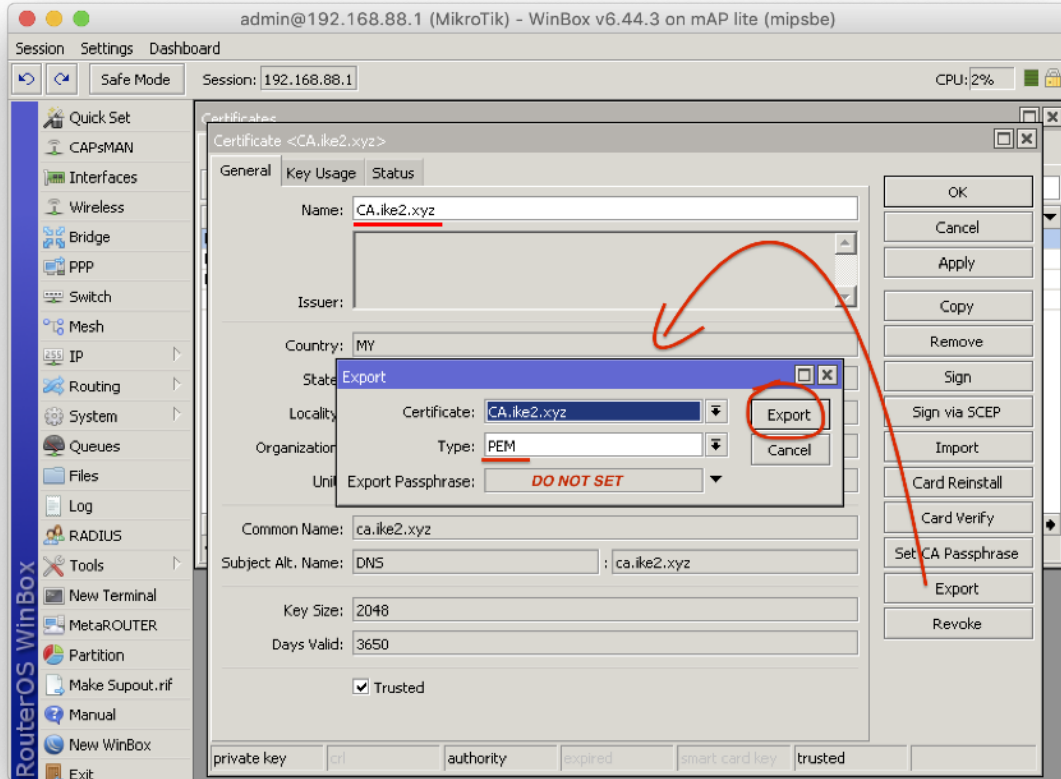 admin@192.168.88.1 (MikroTik) - WinBox v6.44.3 on mAP lite (mipsbe)
Session Settings Dashboard
Safe Mode Session: 192.168.88.1 CPU: 2%
RouterOS WinBox
Quick Set
CAPsMAN
Interfaces
Wireless
Bridge
PPP
Switch
Mesh
IP
Routing
System
Queues
Files
Log
RADIUS
Tools
New Terminal
MetaROUTER
Partition
Make Supout.rif
Manual
New WinBox
Exit
Certificates
Certificate <CA.ike2.xyz>
General Key Usage Status
Name: CA.ike2.xyz
Issuer:
Country: MY
State
Locality
Organization
Unit
Common Name: ca.ike2.xyz
Subject Alt. Name: DNS : ca.ike2.xyz
Key Size: 2048
Days Valid: 3650
Trusted
private key crl authority expired smart card key trusted
Export
Certificate: CA.ike2.xyz
Type: PEM
Export Passphrase: DO NOT SET
Export
Cancel
OK
Cancel
Apply
Copy
Remove
Sign
Sign via SCEP
Import
Card Reinstall
Card Verify
Set CA Passphrase
Export
Revoke